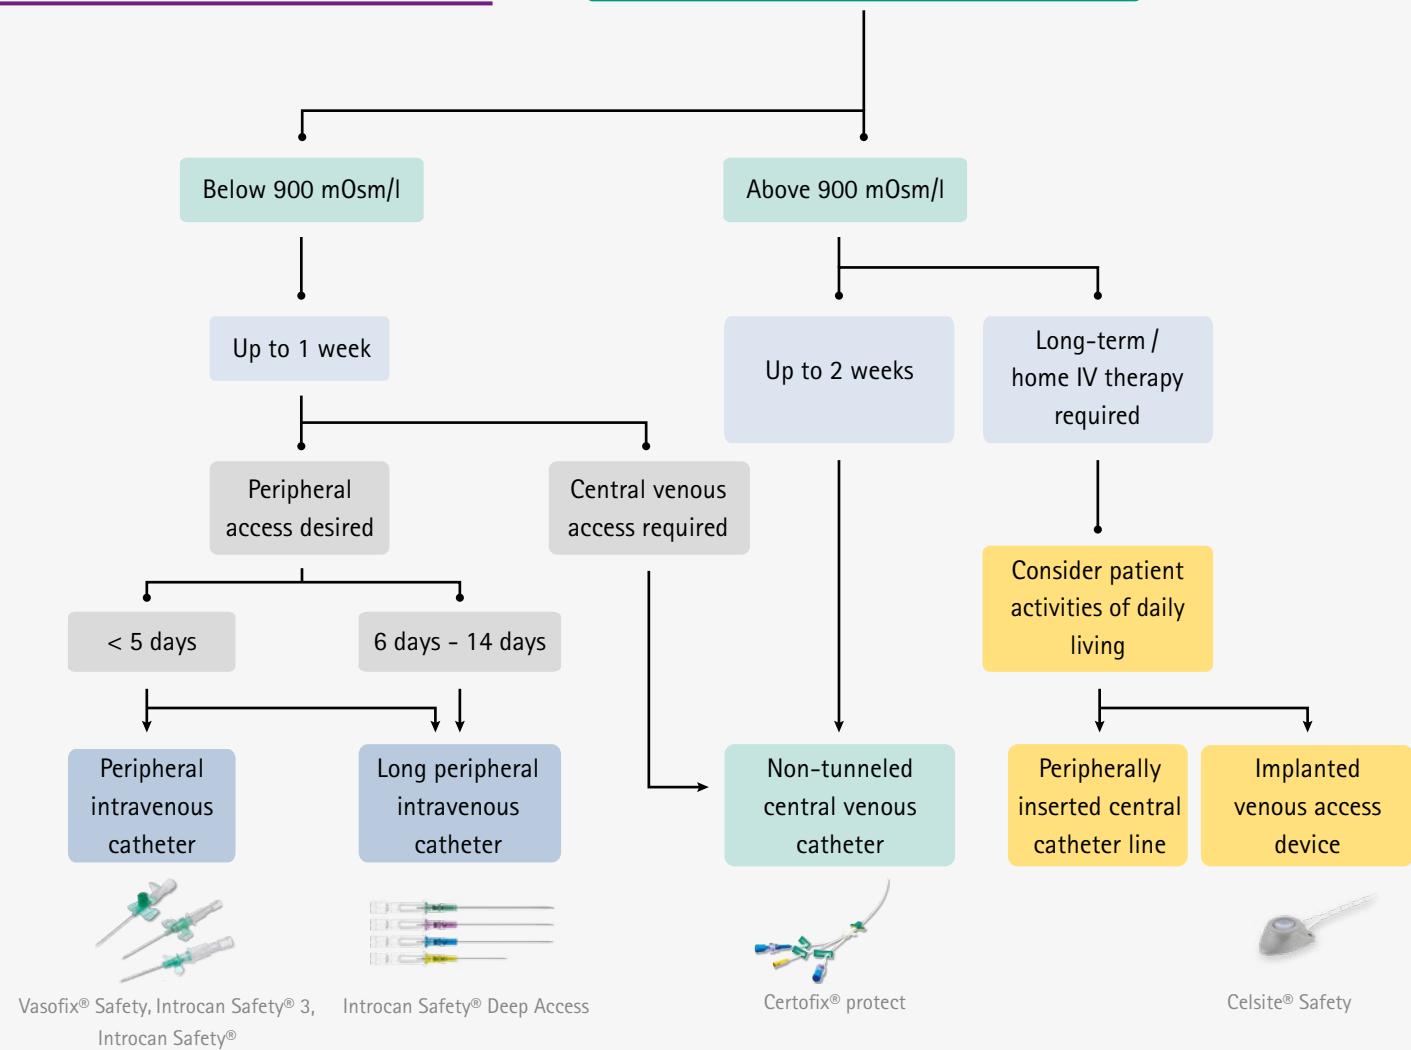 Below 900 mOsm/l
Above 900 mOsm/l
Up to 1 week
Up to 2 weeks
Long-term /
home IV therapy
required
Peripheral
access desired
Central venous
access required
Consider patient
activities of daily
living
< 5 days
6 days - 14 days
Peripheral
intravenous
catheter
Long peripheral
intravenous
catheter
Non-tunneled
central venous
catheter
Peripherally
inserted central
catheter line
Implanted
venous access
device
Vasofix® Safety, Introcan Safety® 3,
Introcan Safety®
Introcan Safety® Deep Access
Certofix® protect
Celsite® Safety